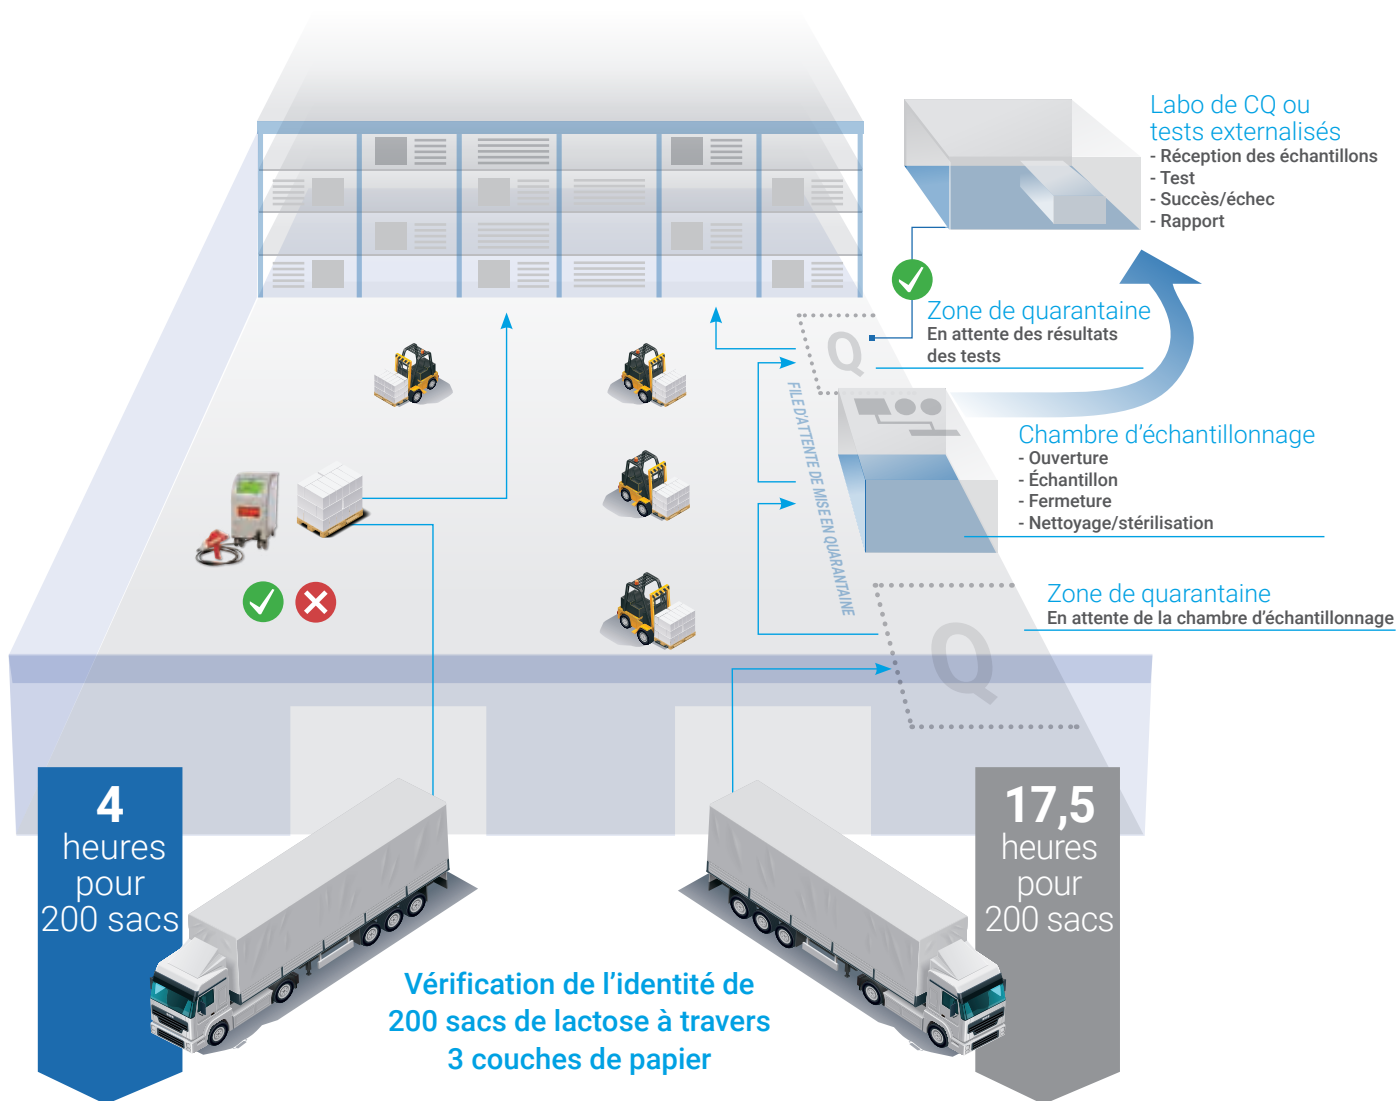 Labo de CQ ou
tests externalisés
- Réception des échantillons
- Test
- Succès/échec
- Rapport
Zone de quarantaine
En attente des résultats
des tests
Q
FILE D'ATTENTE DE MISE EN QUARANTAINE
Chambre d'échantillonnage
- Ouverture
- Échantillon
- Fermeture
- Nettoyage/stérilisation
Zone de quarantaine
En attente de la chambre d'échantillonnage
Q
4
heures
pour
200 sacs
17,5
heures
pour
200 sacs
Vérification de l'identité de
200 sacs de lactose à travers
3 couches de papier